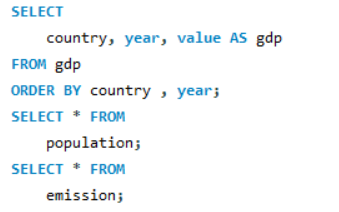 SELECT
country, year, value AS gdp
FROM gdp
ORDER BY country , year;
SELECT * FROM
population;
SELECT * FROM
emission;